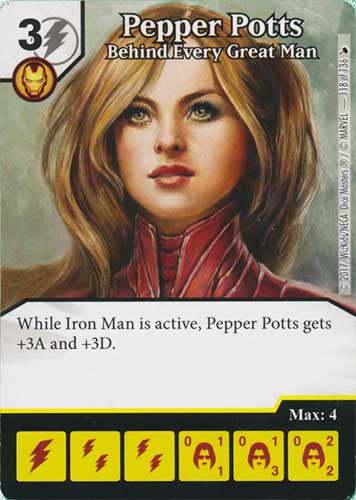 3
Pepper Potts
Behind Every Great Man
© 2017 WizKids/NECA. Dice Masters ® / © MARVEL — 118 of 136
While Iron Man is active, Pepper Potts gets
+3A and +3D.
Max: 4
0 1 1
0 1 3
0 2 2